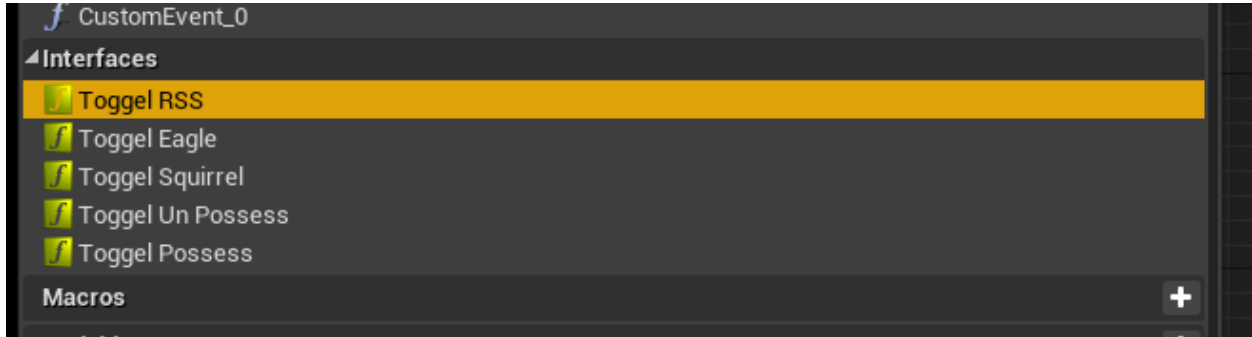 CustomEvent_0
Interfaces
Toggel RSS
Toggel Eagle
Toggel Squirrel
Toggel Un Possess
Toggel Possess
Macros